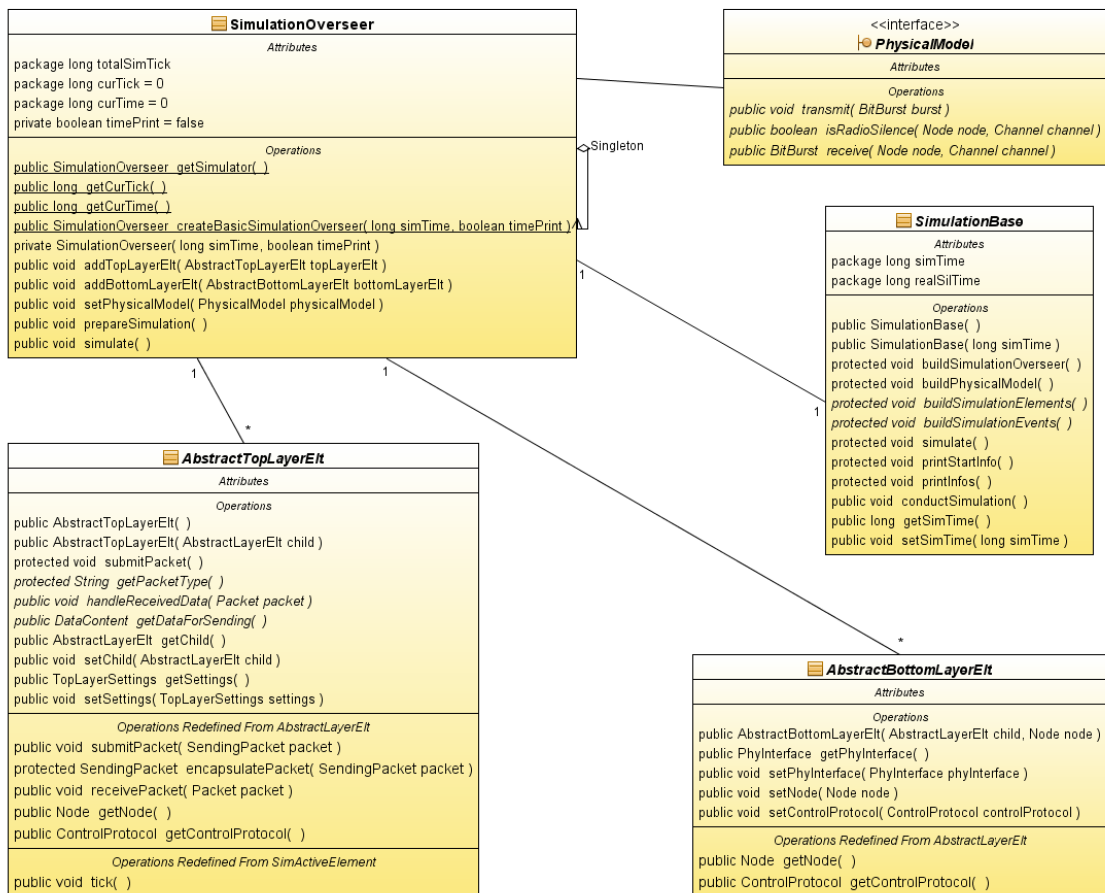 SimulationOverseer
Attributes
package long totalSimTick
package long curTick = 0
package long curTime = 0
private boolean timePrint = false
Operations
public SimulationOverseer getSimulator( )
public long getCurTick( )
public long getCurTime( )
public SimulationOverseer createBasicSimulationOverseer( long simTime, boolean timePrint )
private SimulationOverseer( long simTime, boolean timePrint )
public void addTopLayerElt( AbstractTopLayerElt topLayerElt )
public void addBottomLayerElt( AbstractBottomLayerElt bottomLayerElt )
public void setPhysicalModel( PhysicalModel physicalModel )
public void prepareSimulation( )
public void simulate( )
Singleton
<<interface>>
PhysicalModel
Attributes
Operations
public void transmit( BitBurst burst )
public boolean isRadioSilence( Node node, Channel channel )
public BitBurst receive( Node node, Channel channel )
1
1
SimulationBase
Attributes
package long simTime
package long realSilTime
Operations
public SimulationBase( )
public SimulationBase( long simTime )
protected void buildSimulationOverseer( )
protected void buildPhysicalModel( )
protected void buildSimulationElements( )
protected void buildSimulationEvents( )
protected void simulate( )
protected void printStartInfo( )
protected void printInfos( )
public void conductSimulation( )
public long getSimTime( )
public void setSimTime( long simTime )
1
*
AbstractTopLayerElt
Attributes
Operations
public AbstractTopLayerElt( )
public AbstractTopLayerElt( AbstractLayerElt child )
protected void submitPacket( )
protected String getPacketType( )
public void handleReceivedData( Packet packet )
public DataContent getDataForSending( )
public AbstractLayerElt getChild( )
public void setChild( AbstractLayerElt child )
public TopLayerSettings getSettings( )
public void setSettings( TopLayerSettings settings )
Operations Redefined From AbstractLayerElt
public void submitPacket( SendingPacket packet )
protected SendingPacket encapsulatePacket( SendingPacket packet )
public void receivePacket( Packet packet )
public Node getNode( )
public ControlProtocol getControlProtocol( )
Operations Redefined From SimActiveElement
public void tick( )
1
*
AbstractBottomLayerElt
Attributes
Operations
public AbstractBottomLayerElt( AbstractLayerElt child, Node node )
public PhyInterface getPhyInterface( )
public void setPhyInterface( PhyInterface phyInterface )
public void setNode( Node node )
public void setControlProtocol( ControlProtocol controlProtocol )
Operations Redefined From AbstractLayerElt
public Node getNode( )
public ControlProtocol getControlProtocol( )